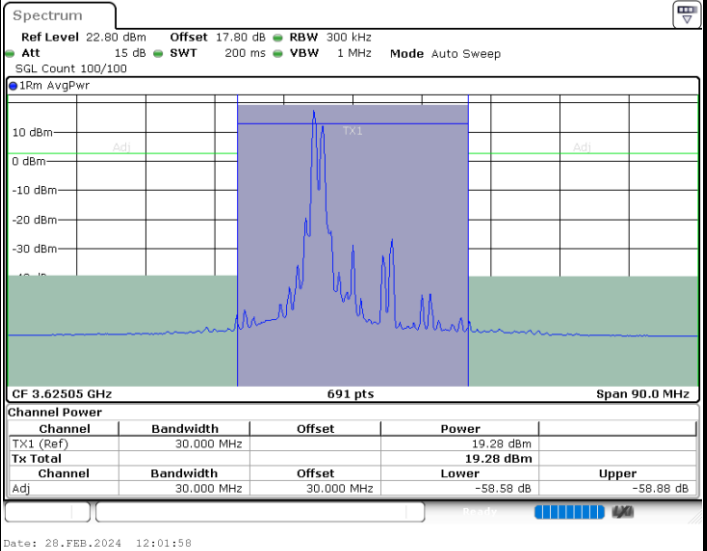 Spectrum
Ref Level 22.80 dBm Offset 17.80 dB RBW 300 kHz
Att 15 dB SWT 200 ms VBW 1 MHz Mode Auto Sweep
SGL Count 100/100
1Rm AvgPwr
TX1
10 dBm
Adj Adj
0 dBm
-10 dBm
-20 dBm
-30 dBm
CF 3.62505 GHz 691 pts Span 90.0 MHz
Channel Power
Channel Bandwidth Offset Power
TX1 (Ref) 30.000 MHz 19.28 dBm
Tx Total 19.28 dBm
Channel Bandwidth Offset Lower Upper
Adj 30.000 MHz 30.000 MHz -58.58 dB -58.88 dB
Ready
Date: 28.FEB.2024 12:01:58